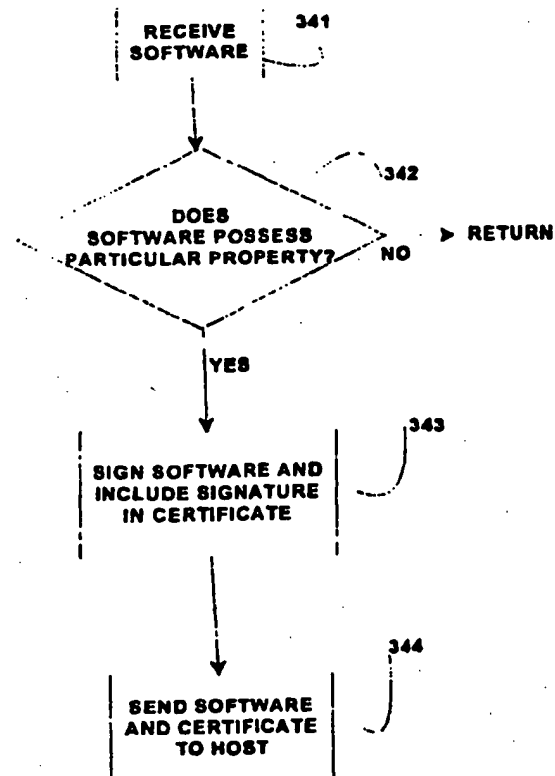 341
RECEIVE
SOFTWARE
342
DOES
SOFTWARE POSSESS
PARTICULAR PROPERTY?
NO
RETURN
YES
343
SIGN SOFTWARE AND
INCLUDE SIGNATURE
IN CERTIFICATE
344
SEND SOFTWARE
AND CERTIFICATE
TO HOST